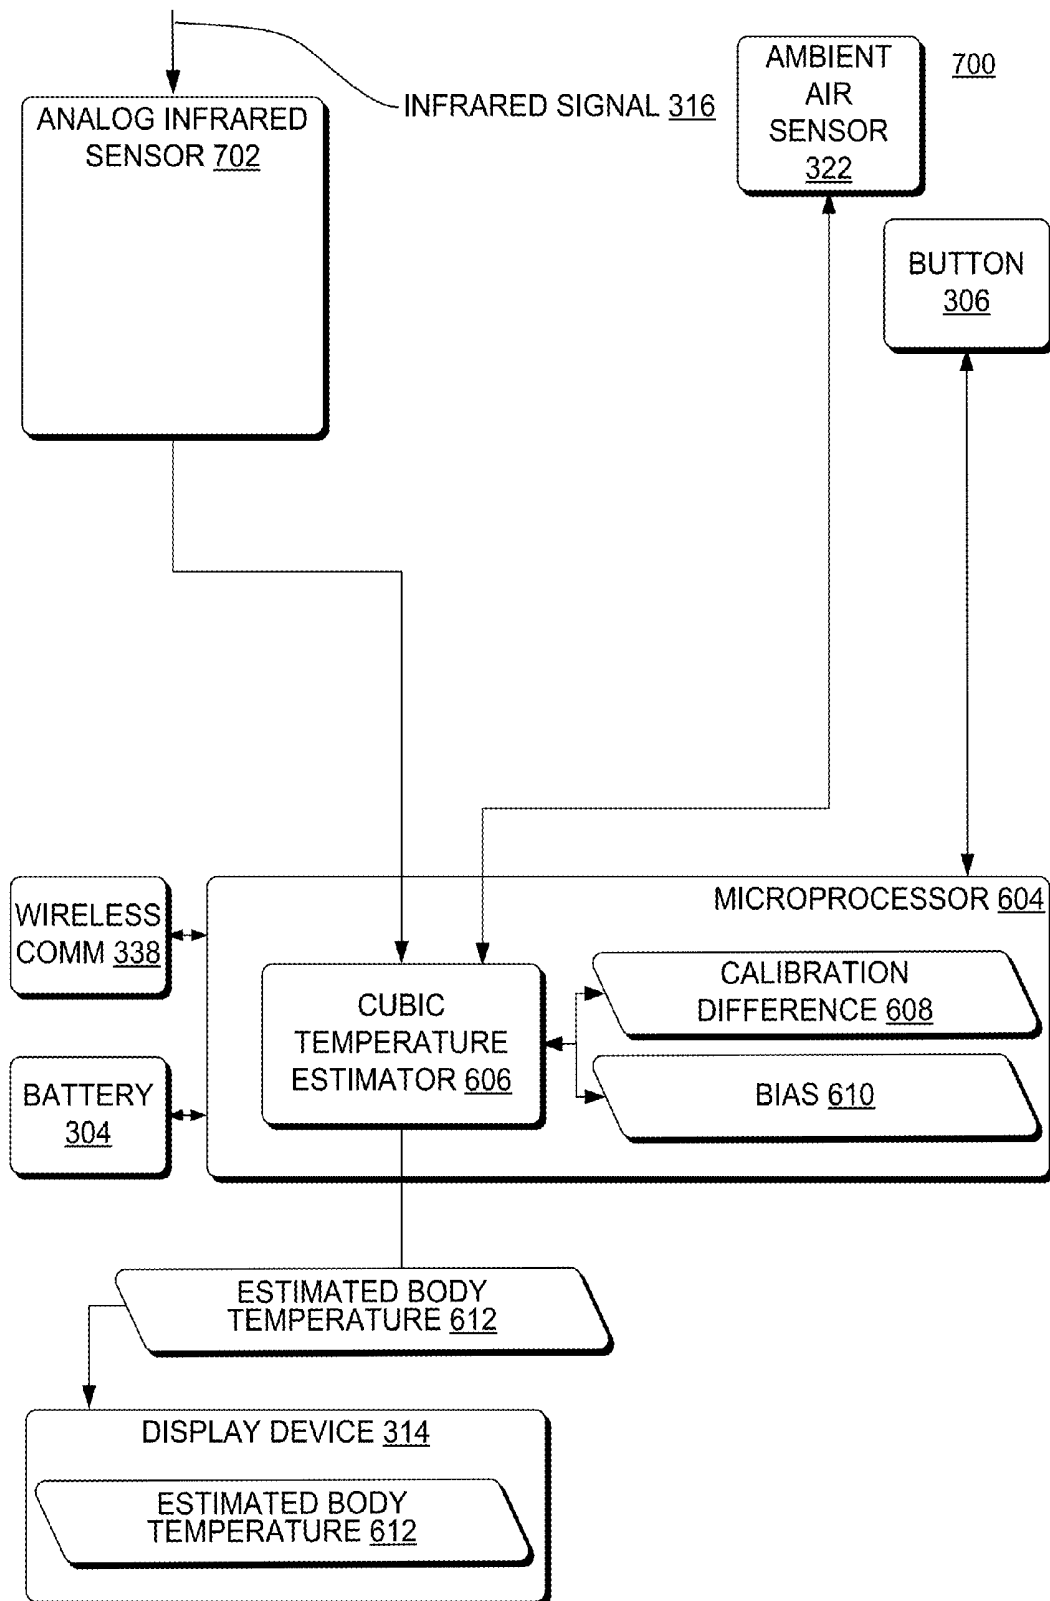 ANALOG INFRARED
SENSOR 702
INFRARED SIGNAL 316
AMBIENT
AIR
SENSOR
322
700
BUTTON
306
MICROPROCESSOR 604
WIRELESS
COMM 338
BATTERY
304
CUBIC
TEMPERATURE
ESTIMATOR 606
CALIBRATION
DIFFERENCE 608
BIAS 610
ESTIMATED BODY
TEMPERATURE 612
DISPLAY DEVICE 314
ESTIMATED BODY
TEMPERATURE 612